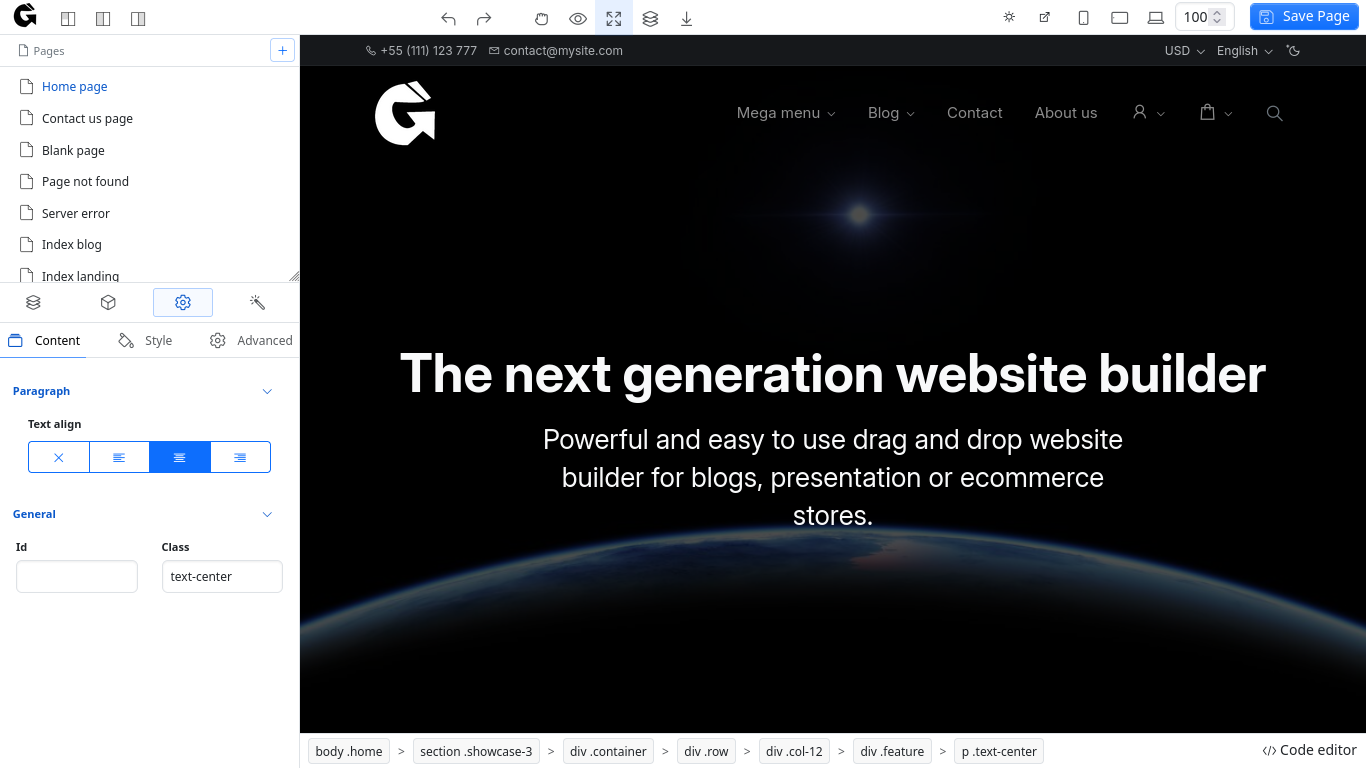 100
Save Page
Pages
+
Home page
Contact us page
Blank page
Page not found
Server error
Index blog
Index landing
Content
Style
Advanced
Paragraph
Text align
General
Id
Class
text-center
+55 (111) 123 777
contact@mysite.com
USD
English
Mega menu
Blog
Contact
About us
The next generation website builder
Powerful and easy to use drag and drop website
builder for blogs, presentation or ecommerce
stores.
body .home > section .showcase-3 > div .container > div .row > div .col-12 > div .feature > p .text-center
</> Code editor